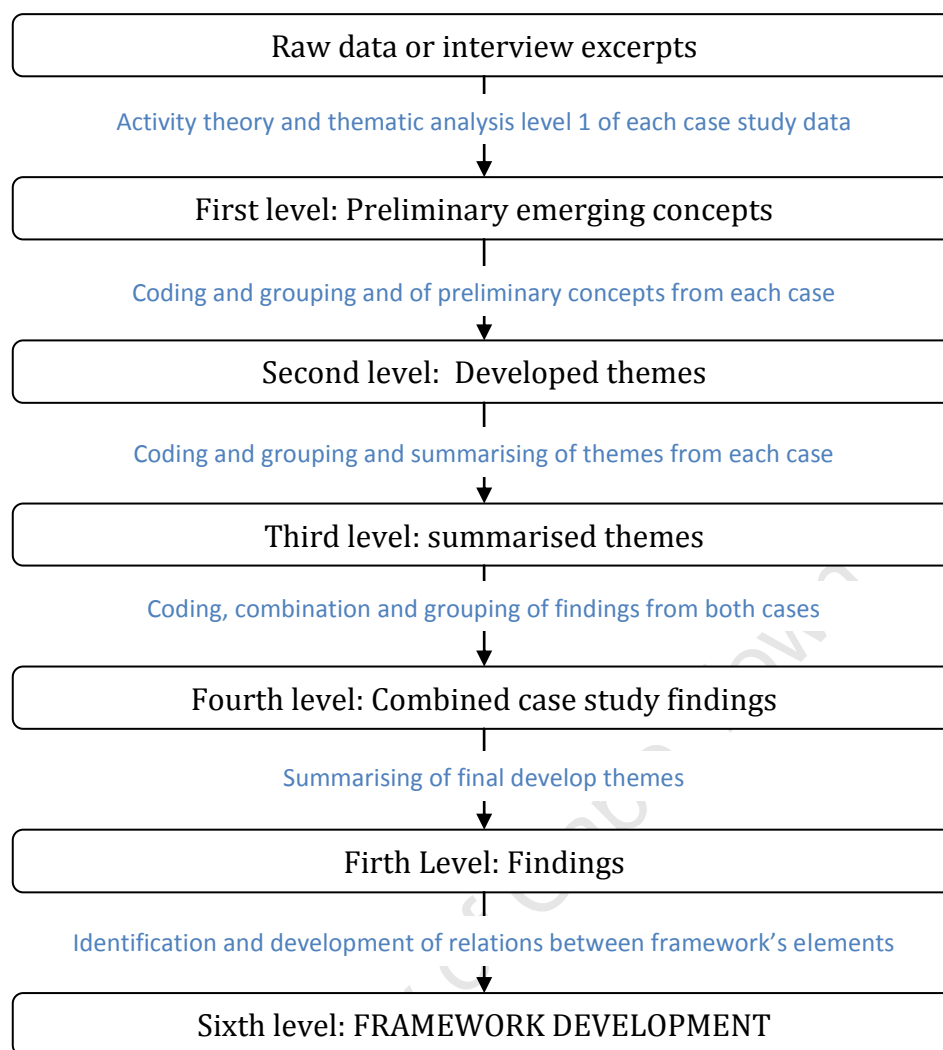 Raw data or interview excerpts
Activity theory and thematic analysis level 1 of each case study data
First level: Preliminary emerging concepts
Coding and grouping and of preliminary concepts from each case
Second level:  Developed themes
Coding and grouping and summarising of themes from each case
Third level: summarised themes
Coding, combination and grouping of findings from both cases
Fourth level: Combined case study findings
Summarising of final develop themes
Firth Level: Findings
Identification and development of relations between framework’s elements
Sixth level: FRAMEWORK DEVELOPMENT